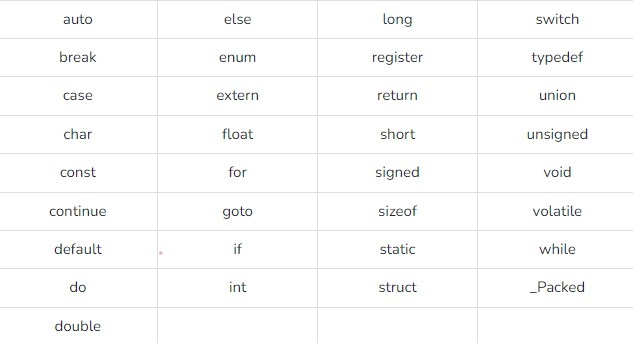 auto else long switch
break enum register typedef
case extern return union
char float short unsigned
const for signed void
continue goto sizeof volatile
default if static while
do int struct _Packed
double